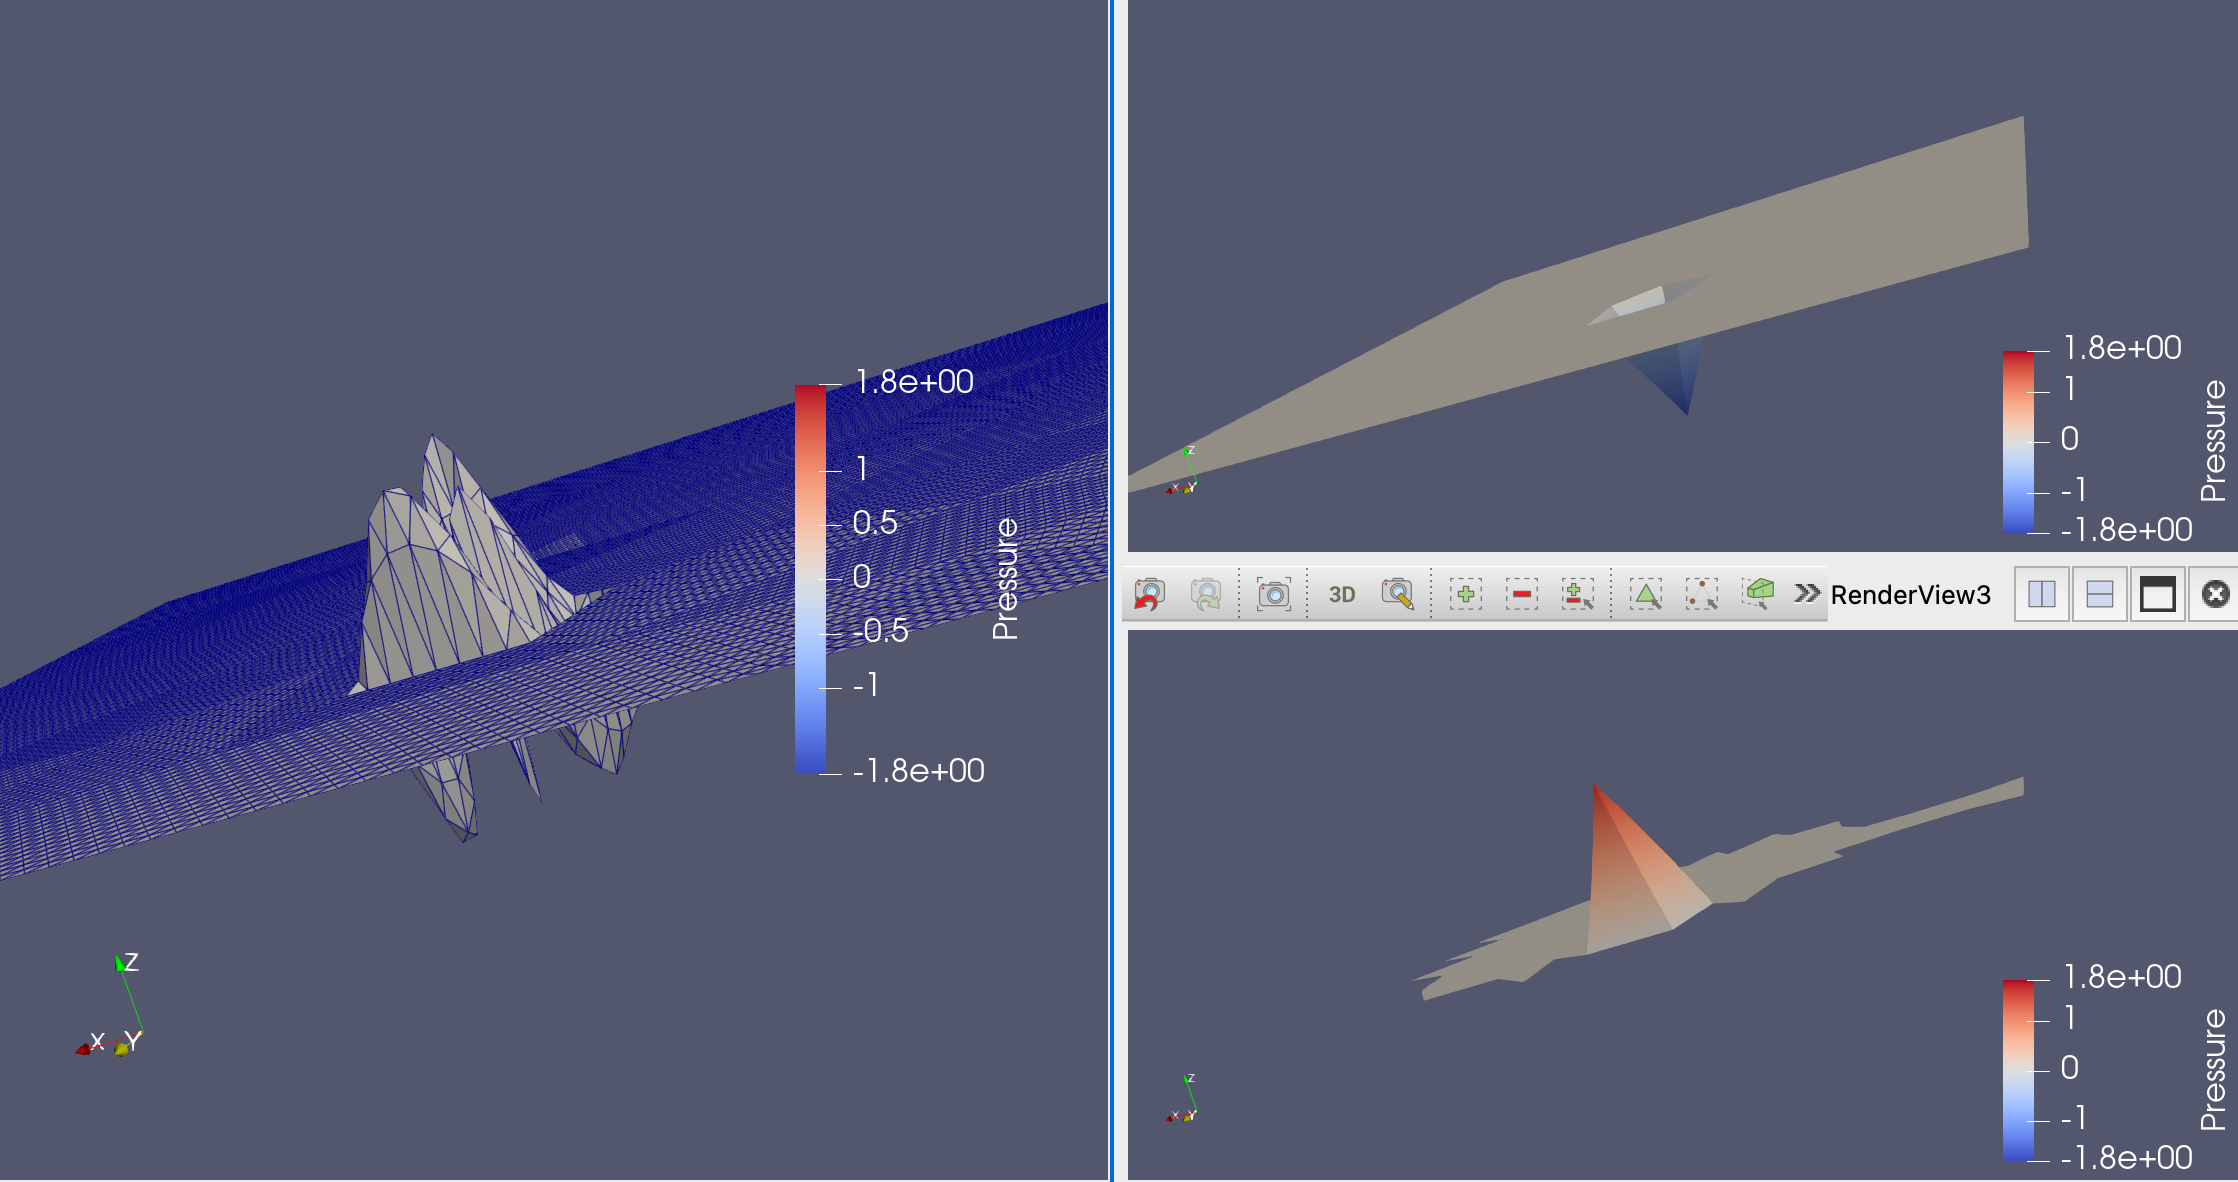 1.8e+00
1
0.5
0
-0.5
-1
-1.8e+00
Pressure
Z
X
Y
1.8e+00
1
0
-1
-1.8e+00
Pressure
Z
X
Y
3D
RenderView3
1.8e+00
1
0
-1
-1.8e+00
Pressure
Z
X
Y